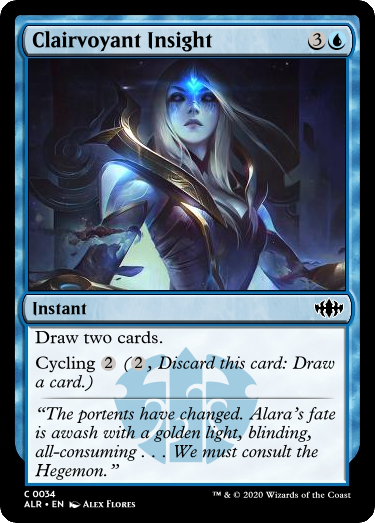 Clairvoyant Insight 3
Instant
Draw two cards.
Cycling 2 (2, Discard this card: Draw
a card.)
“The portents have changed. Alara’s fate
is awash with a golden light, blinding,
all-consuming . . . We must consult the
Hegemon.”
C 0034
ALR • EN Alex Flores
™ & © 2020 Wizards of the Coast